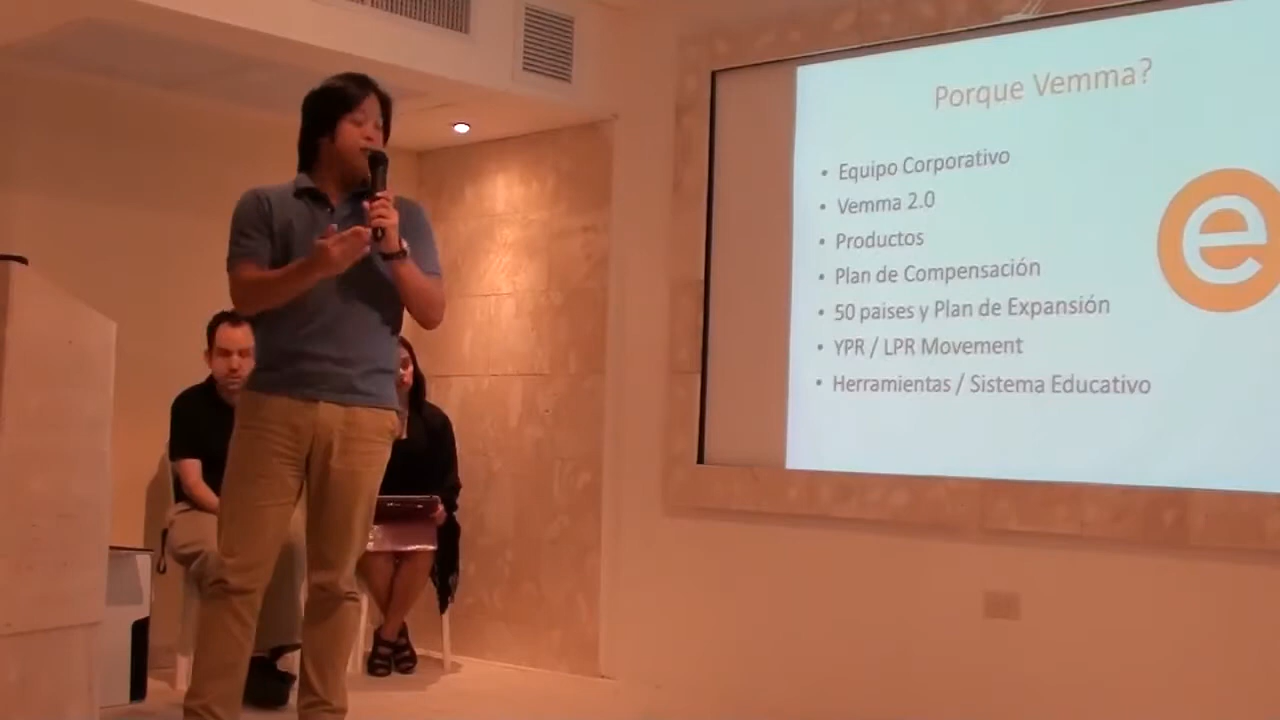 Porque Vemma?
• Equipo Corporativo
• Vemma 2.0
• Productos
• Plan de Compensación
• 50 paises y Plan de Expansión
• YPR / LPR Movement
• Herramientas / Sistema Educativo
e